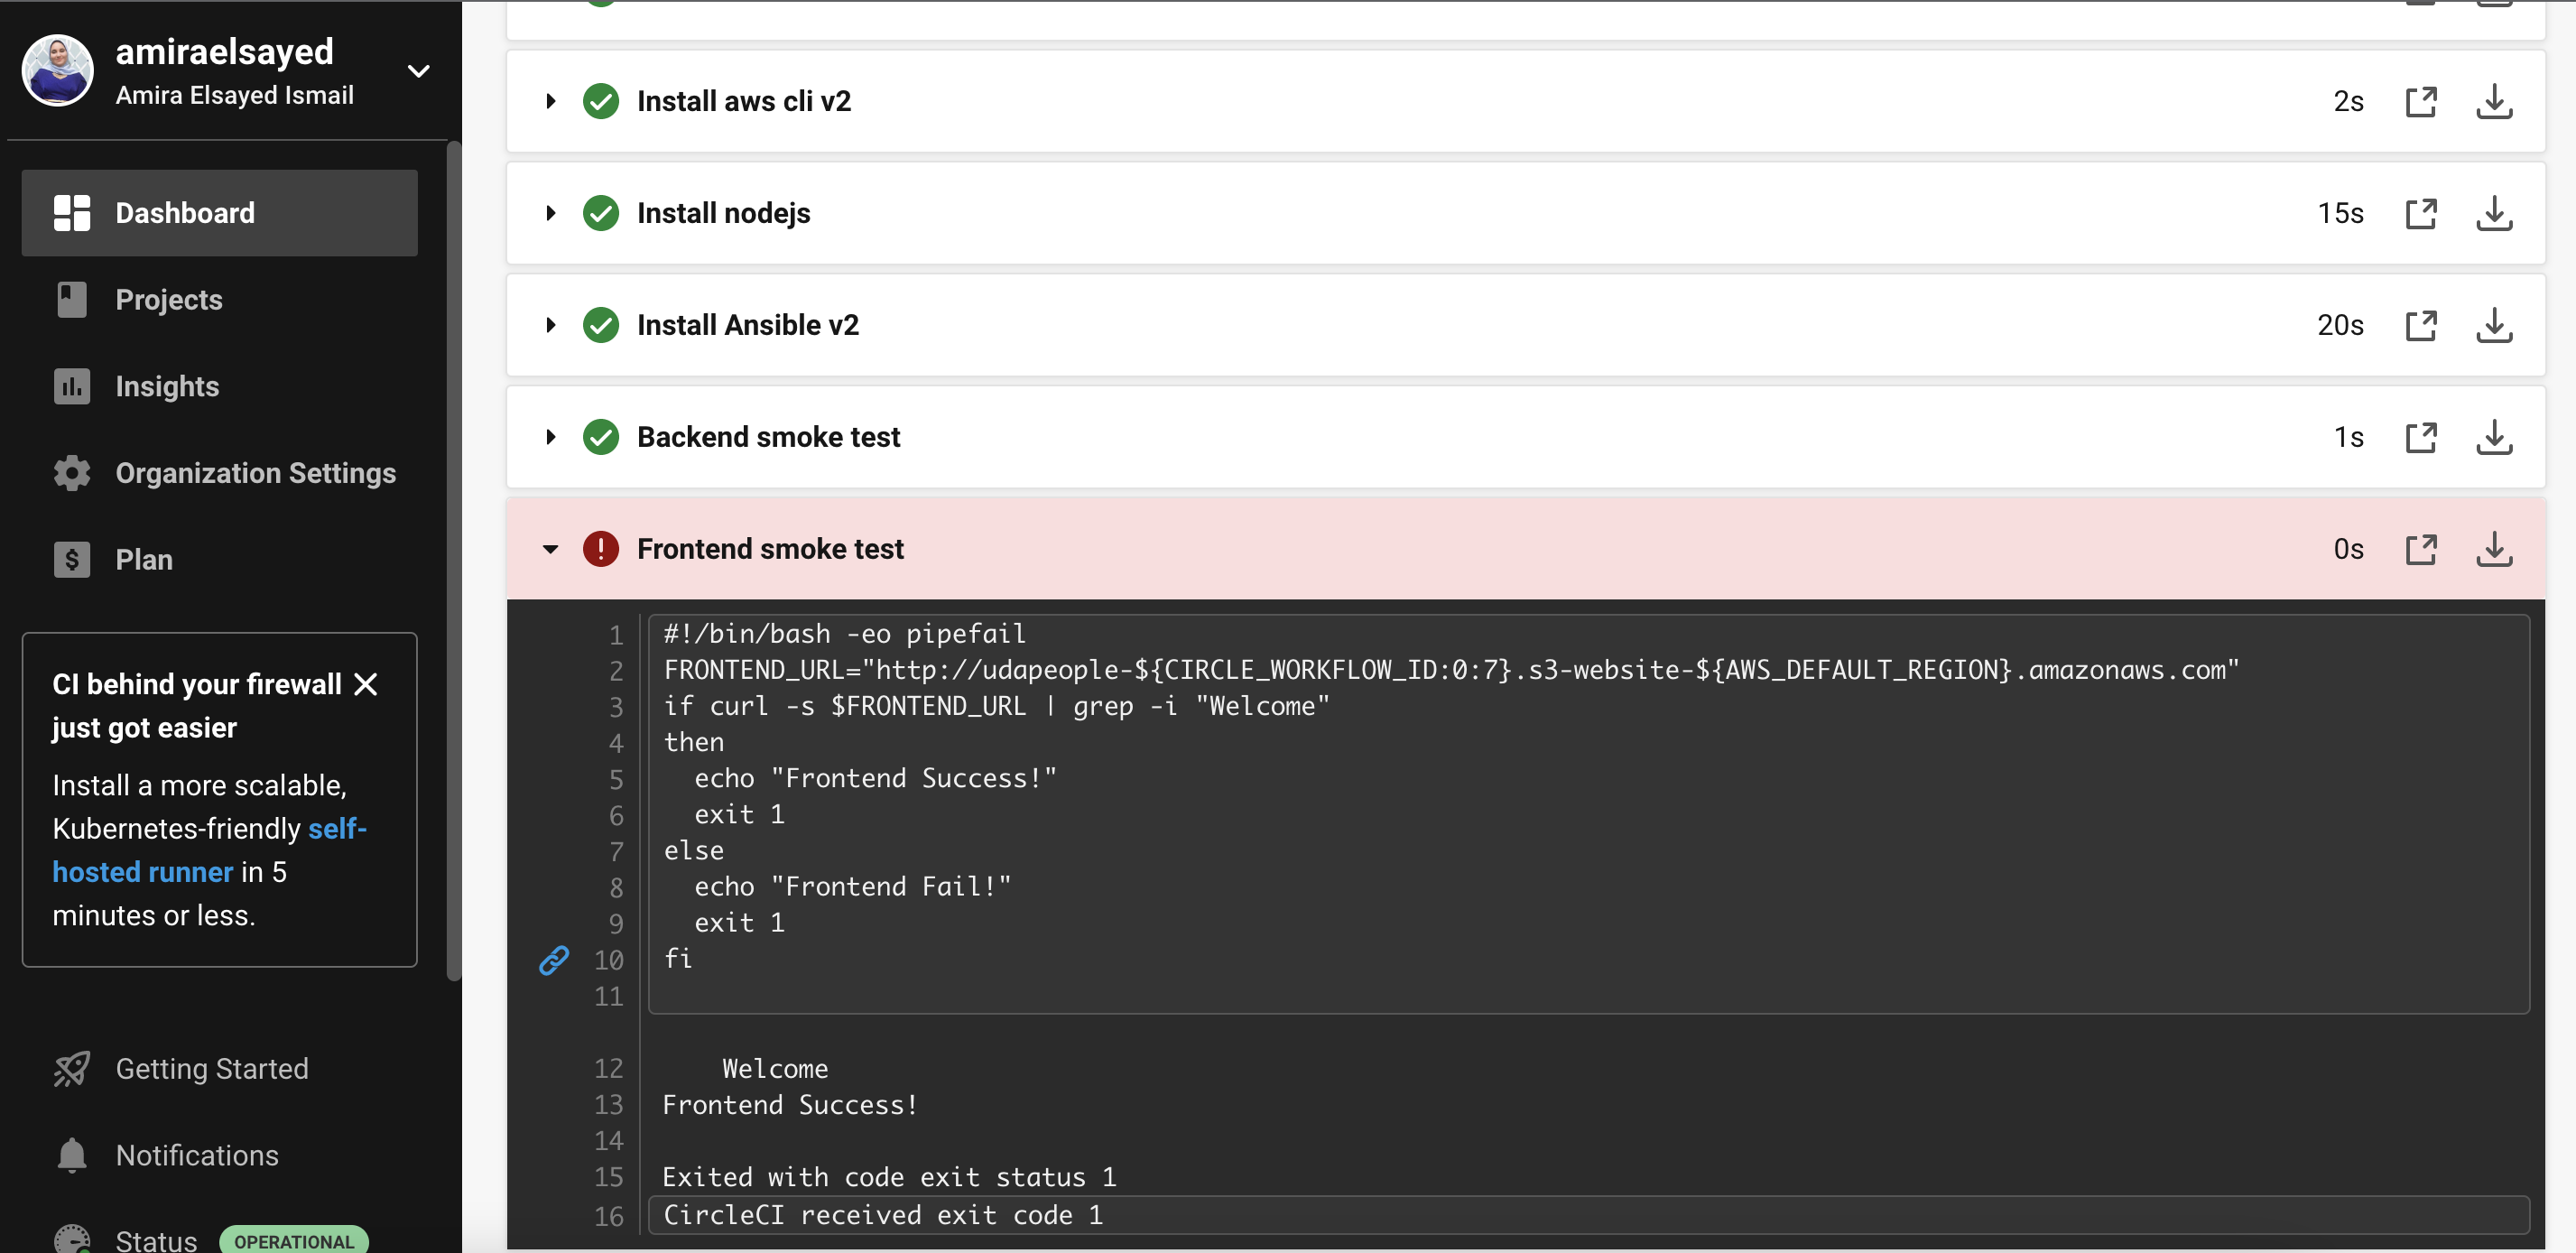 amiraelsayed
Amira Elsayed Ismail
Dashboard
Projects
Insights
Organization Settings
Plan
CI behind your firewall
just got easier
Install a more scalable,
Kubernetes-friendly self-
hosted runner in 5
minutes or less.
Getting Started
Notifications
Status OPERATIONAL
Install aws cli v2 2s
Install nodejs 15s
Install Ansible v2 20s
Backend smoke test 1s
Frontend smoke test 0s
1 #!/bin/bash -eo pipefail
2 FRONTEND_URL="http://udapeople-${CIRCLE_WORKFLOW_ID:0:7}.s3-website-${AWS_DEFAULT_REGION}.amazonaws.com"
3 if curl -s $FRONTEND_URL | grep -i "Welcome"
4 then
5   echo "Frontend Success!"
6   exit 1
7 else
8   echo "Frontend Fail!"
9   exit 1
10 fi
11
12     Welcome
13 Frontend Success!
14
15 Exited with code exit status 1
16 CircleCI received exit code 1